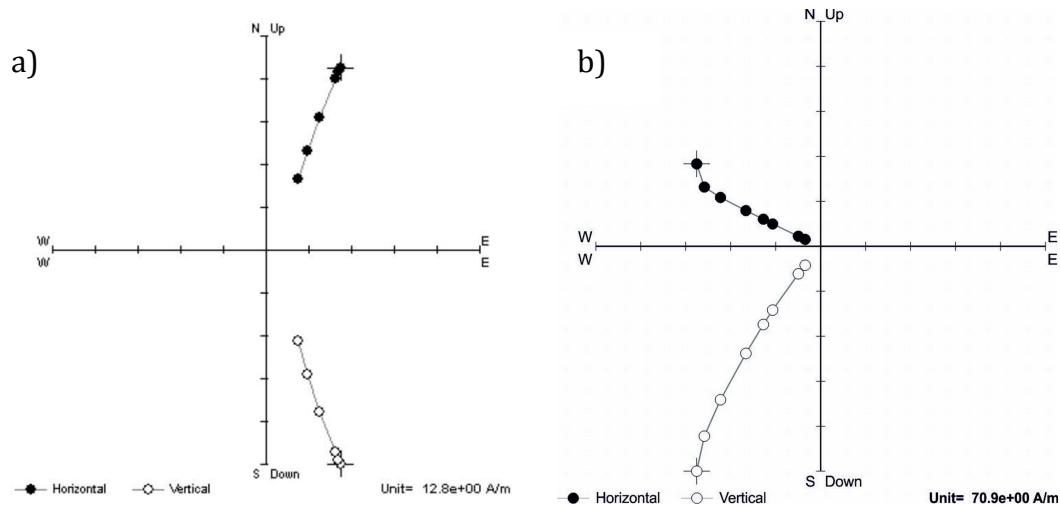 a)
N Up
W
W
E
E
S Down
Horizontal Vertical Unit= 12.8e+00 A/m
b)
N Up
W
W
E
E
S Down
Horizontal Vertical Unit= 70.9e+00 A/m